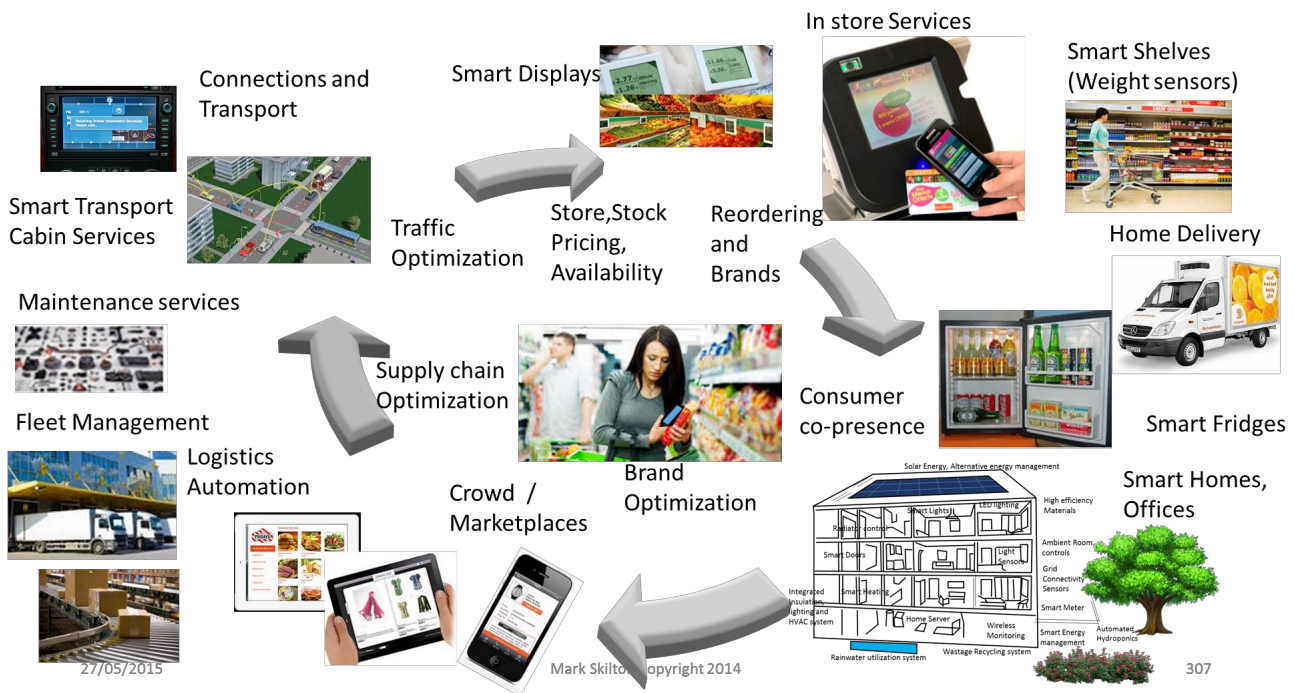 In store Services
Smart Displays
Smart Shelves
(Weight sensors)
Connections and
Transport
Smart Transport
Cabin Services
Traffic
Optimization
Store,Stock
Pricing,
Availability
Reordering
and
Brands
Home Delivery
Maintenance services
Supply chain
Optimization
Consumer
co-presence
Smart Fridges
Fleet Management
Logistics
Automation
Crowd /
Marketplaces
Brand
Optimization
Smart Homes,
Offices
Solar Energy, Alternative energy management
Smart Lights
LED lighting
High efficiency
Materials
Radiator control
Smart Doors
Light
Sensors
Ambient Room
controls
Grid
Connectivity
Sensors
Smart Heating
Integrated
Insulation,
lighting and
HVAC system
Smart Meter
Home Server
Wireless
Monitoring
Smart Energy
management
Automated
Hydroponics
Rainwater utilization system
Wastage Recycling system
27/05/2015
Mark Skilton Copyright 2014
307